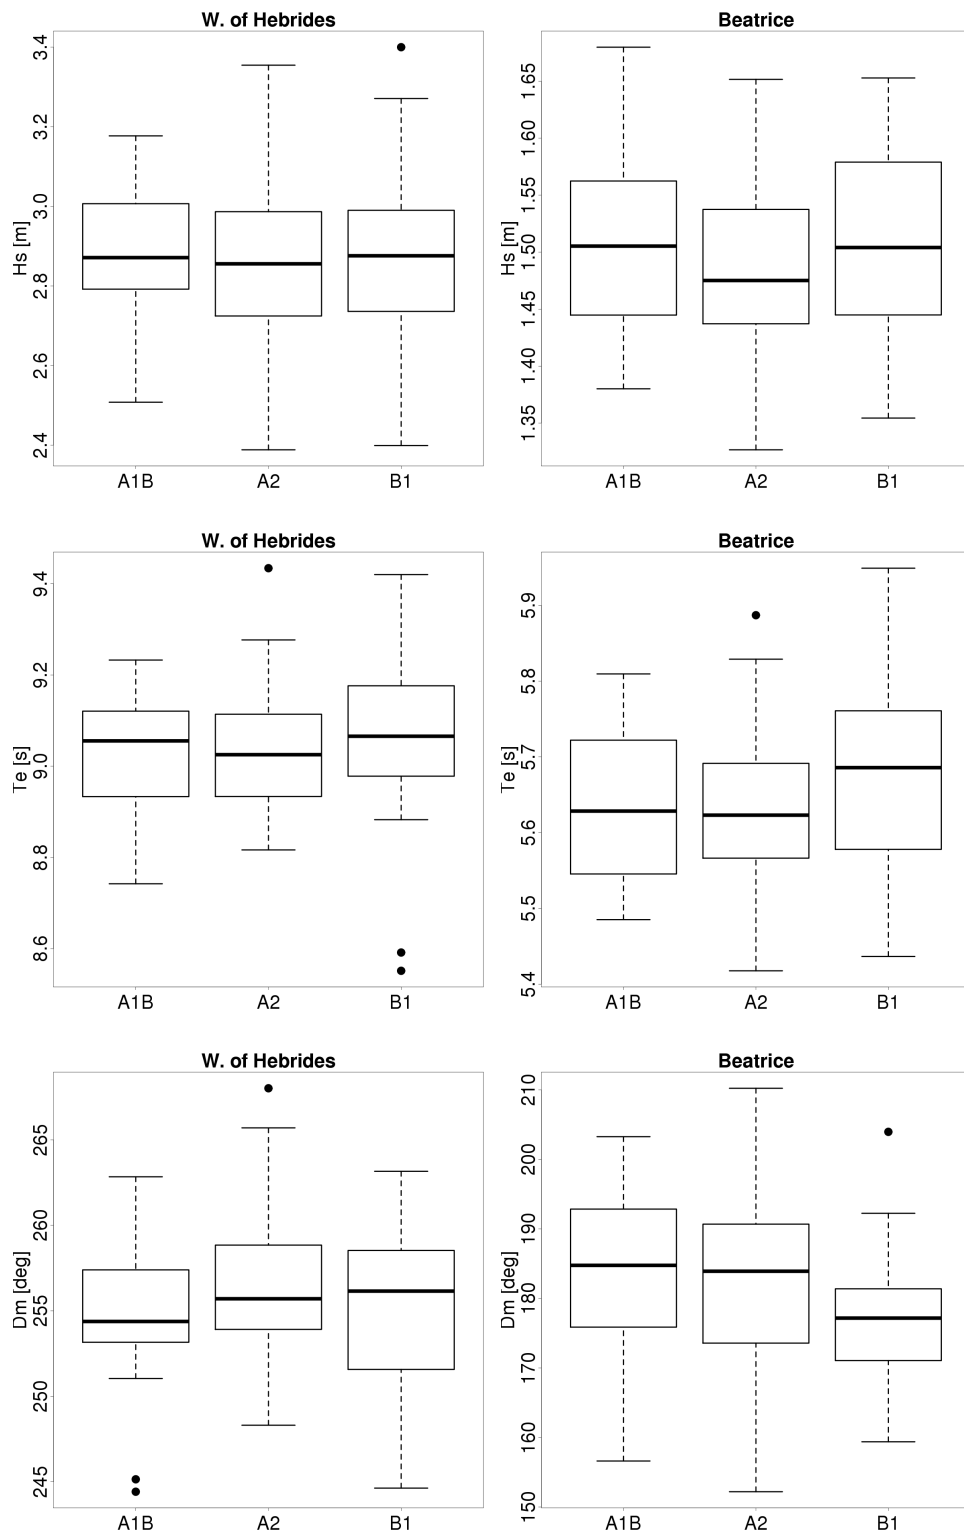 W. of Hebrides
Hs [m]
3.4
3.2
3.0
2.8
2.6
2.4
A1B A2 B1
Beatrice
Hs [m]
1.65
1.60
1.55
1.50
1.45
1.40
1.35
A1B A2 B1
W. of Hebrides
Te [s]
9.4
9.2
9.0
8.8
8.6
A1B A2 B1
Beatrice
Te [s]
5.9
5.8
5.7
5.6
5.5
5.4
A1B A2 B1
W. of Hebrides
Dm [deg]
265
260
255
250
245
A1B A2 B1
Beatrice
Dm [deg]
210
200
190
180
170
160
150
A1B A2 B1